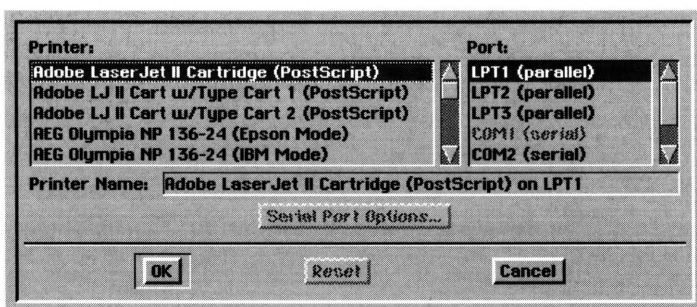 Printer:
Adobe LaserJet II Cartridge (PostScript)
Adobe LJ II Cart w/Type Cart 1 (PostScript)
Adobe LJ II Cart w/Type Cart 2 (PostScript)
AEG Olympia NP 136-24 (Epson Mode)
AEG Olympia NP 136-24 (IBM Mode)
Port:
LPT1 (parallel)
LPT2 (parallel)
LPT3 (parallel)
COM1 (serial)
COM2 (serial)
Printer Name: Adobe LaserJet II Cartridge (PostScript) on LPT1
Serial Port Options...
OK
Reset
Cancel